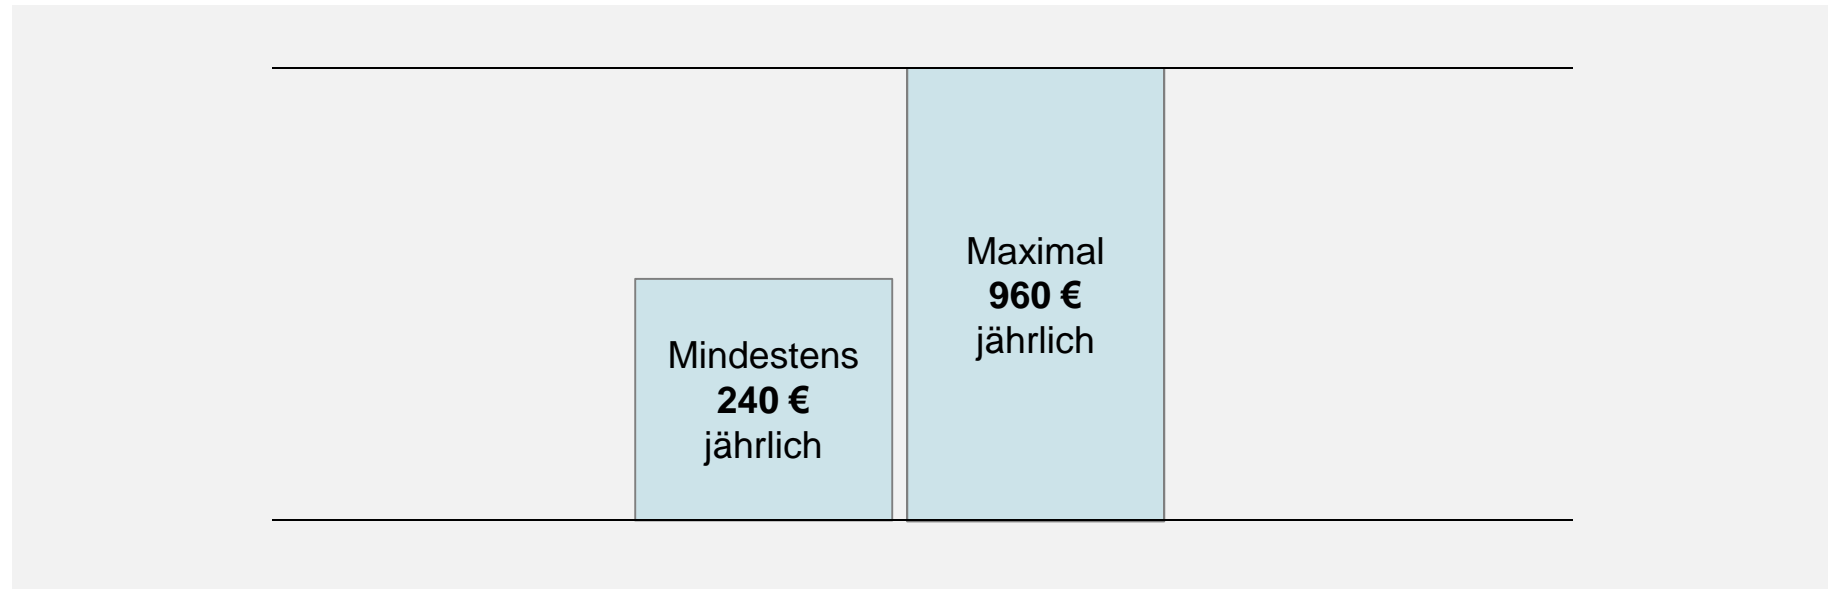 Mindestens
240 €
jährlich
Maximal
960 €
jährlich